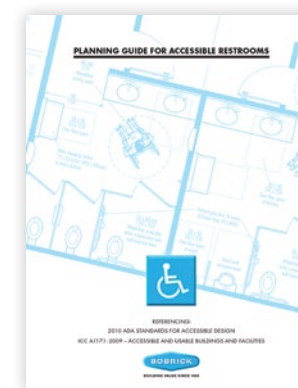 PLANNING GUIDE FOR ACCESSIBLE RESTROOMS
REFERENCING:
2010 ADA STANDARDS FOR ACCESSIBLE DESIGN
ICC A117.1-2009 – ACCESSIBLE AND USABLE BUILDINGS AND FACILITIES
BOBRICK
BUILDING VALUE SINCE 1906